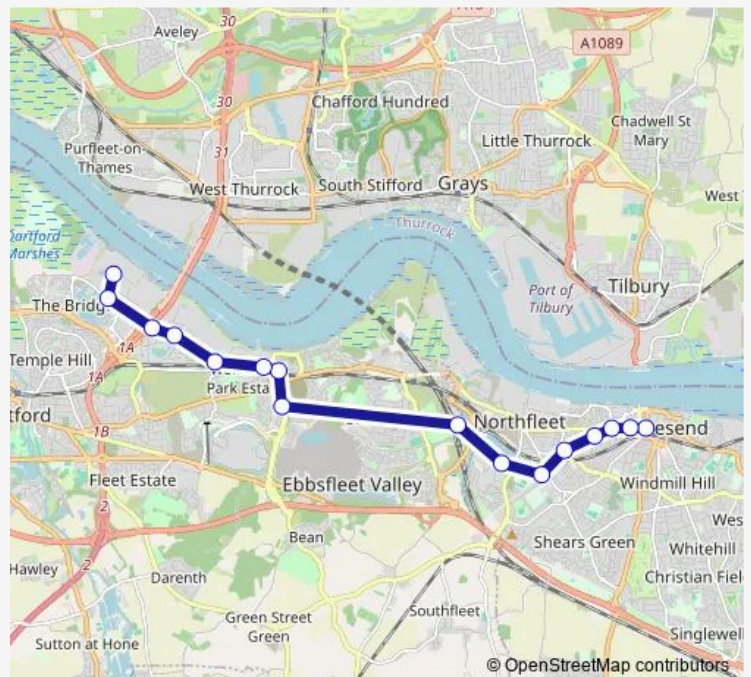 30
Aveley
A1089
30
Chafford Hundred
Chadwell St
Mary
31
Purfleet-on-
Thames
Little Thurrock
West Thurrock
South Stifford
Grays
West
Dartford
Marshes
Thurrock
The Bridg
Port of
Tilbury
Tilbury
1A
Temple Hill
1A
Park Esta
tford
1B
Northfleet
esend
Fleet Estate
Ebbsfleet Valley
Windmill Hill
2
Wes
Bean
Shears Green
Whitehill
2
Hawley
Darenth
Christian Fiel
Green Street
Green
Southfleet
Sutton at Hone
Singlewel
© OpenStreetMap contributors